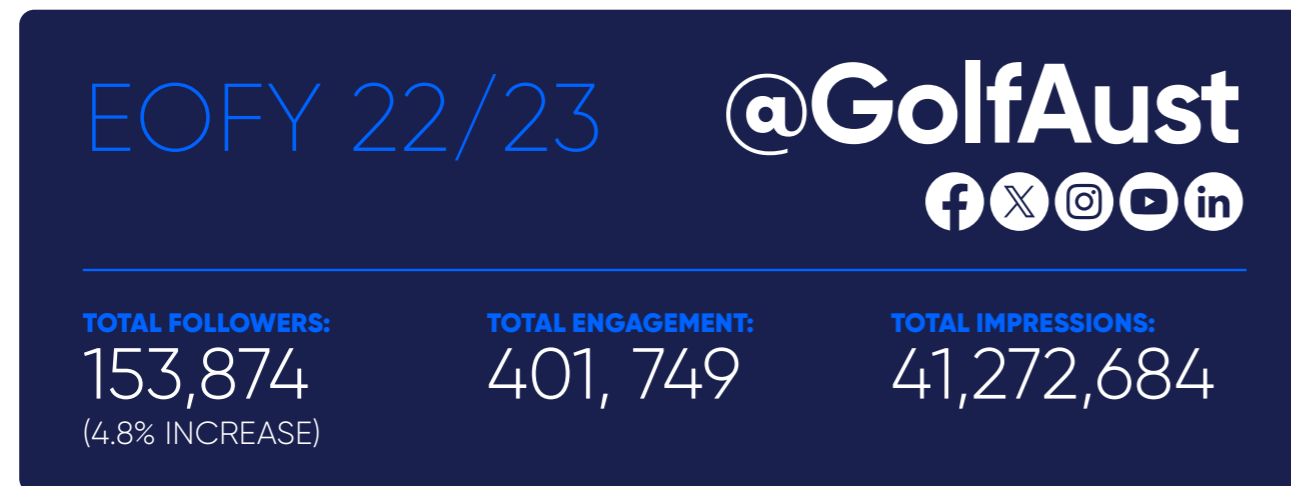 EOFY 22/23
@GolfAust
TOTAL FOLLOWERS:
153,874
(4.8% INCREASE)
TOTAL ENGAGEMENT:
401, 749
TOTAL IMPRESSIONS:
41,272,684